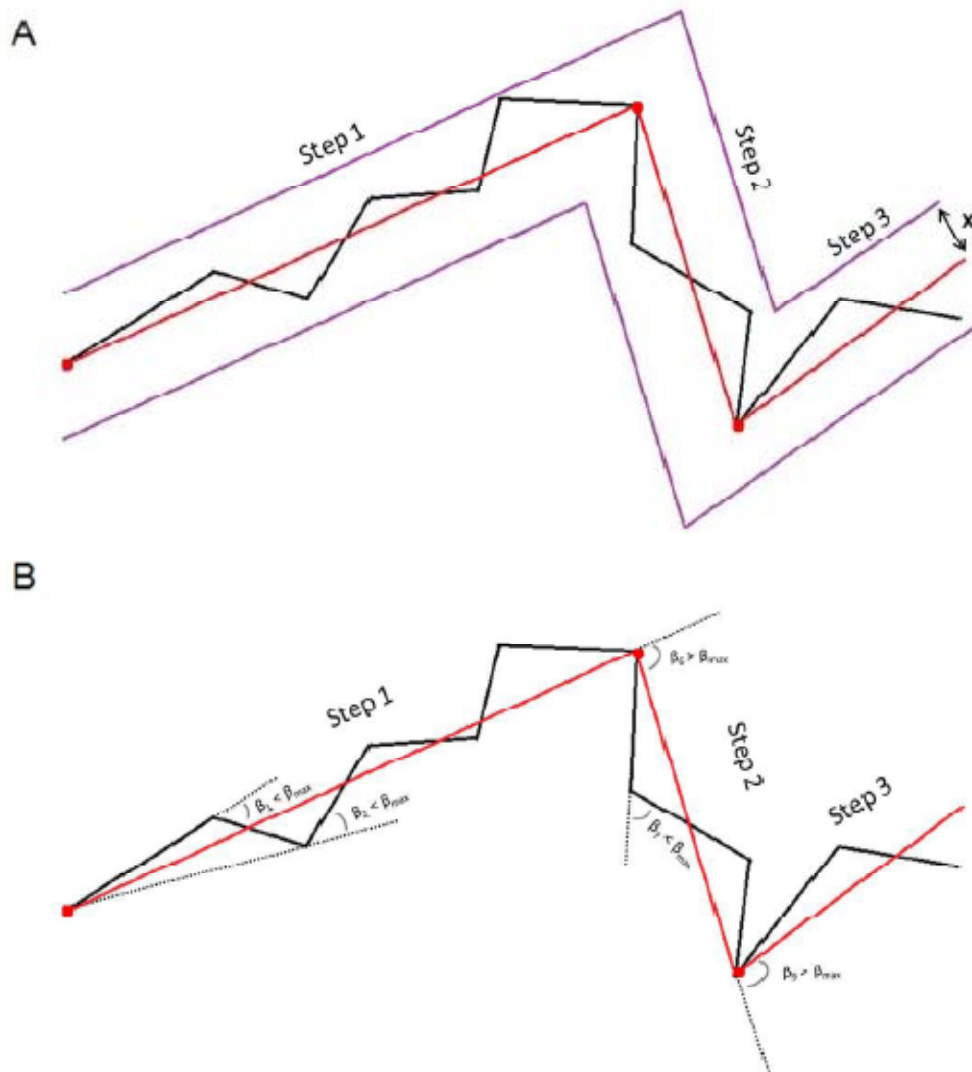 A
Step 1
Step 2
Step 3
X
B
Step 1
β₁ < βmax
β₂ < βmax
β₆ > βmax
Step 2
β₇ < βmax
Step 3
β₉ > βmax